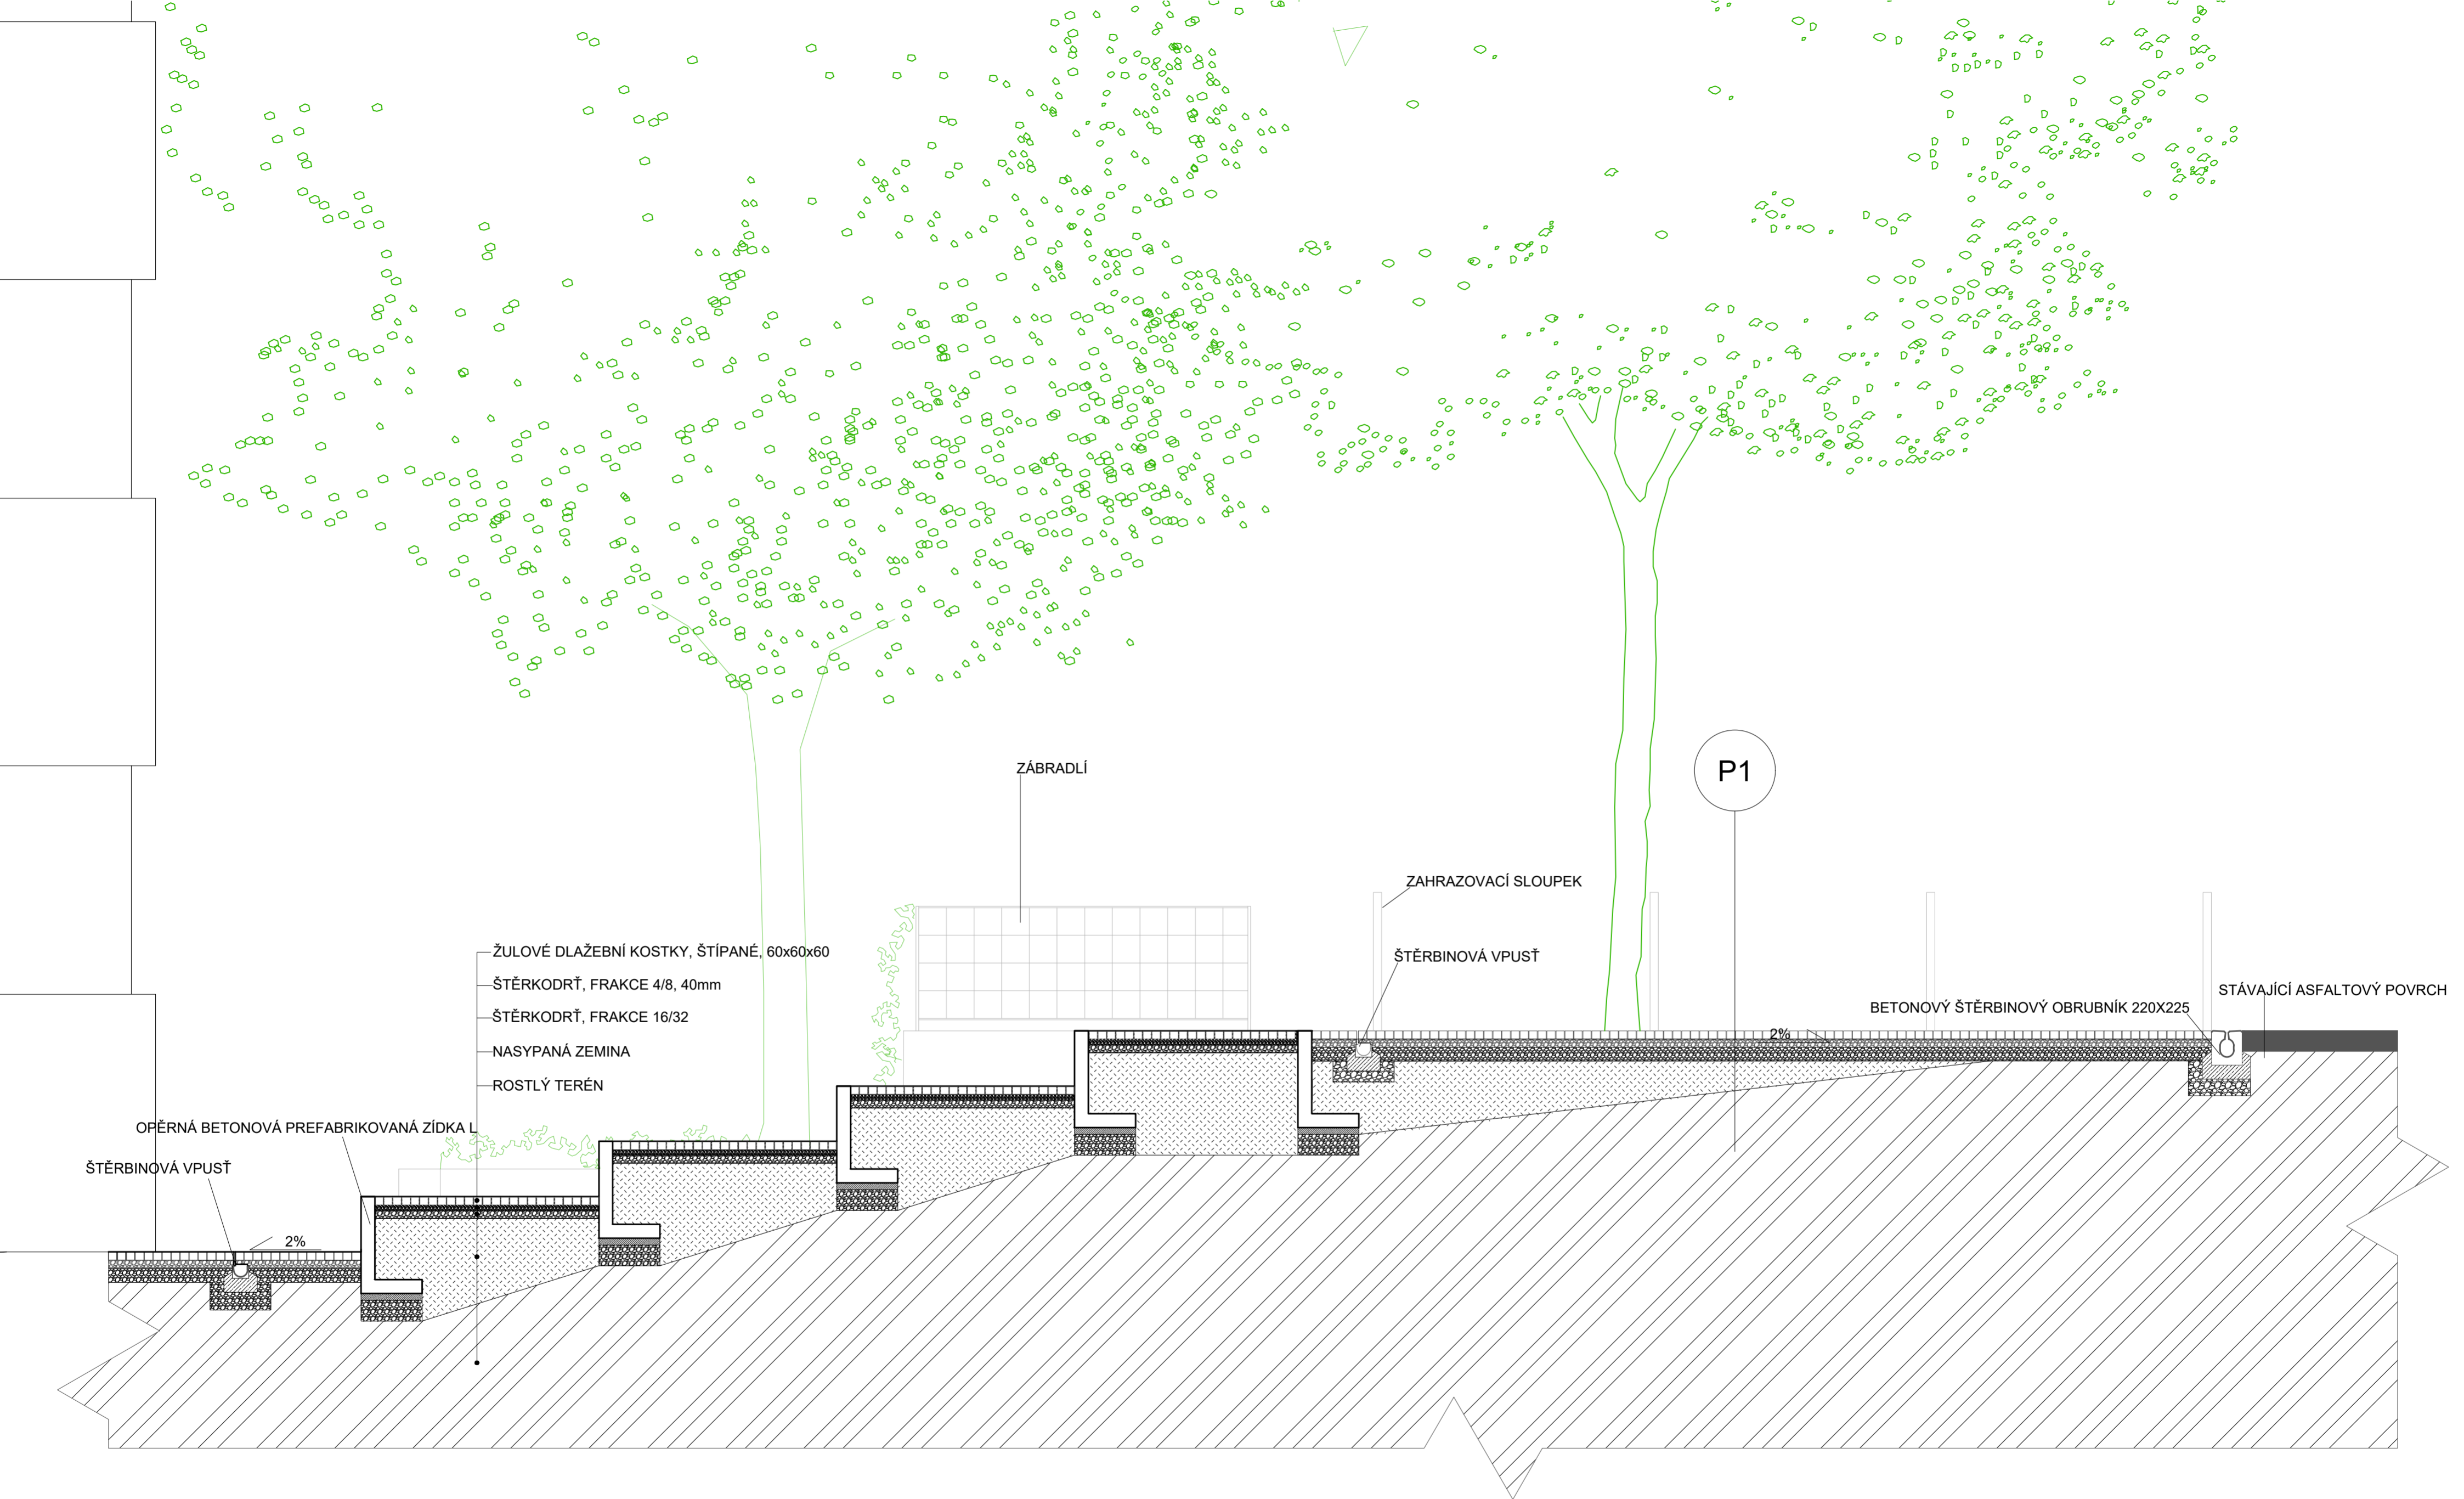 ZÁBRADLÍ
P1
ZAHRAZOVACÍ SLOUPEK
ŽULOVÉ DLAŽEBNÍ KOSTKY, ŠTÍPANÉ, 60x60x60
ŠTĚRBINOVÁ VPUSŤ
ŠTĚRKODRŤ, FRAKCE 4/8, 40mm
STÁVAJÍCÍ ASFALTOVÝ POVRCH
BETONOVÝ ŠTĚRBINOVÝ OBRUBNÍK 220X225
ŠTĚRKODRŤ, FRAKCE 16/32
2%
NASYPANÁ ZEMINA
ROSTLÝ TERÉN
OPĚRNÁ BETONOVÁ PREFABRIKOVANÁ ZÍDKA L
ŠTĚRBINOVÁ VPUSŤ
2%